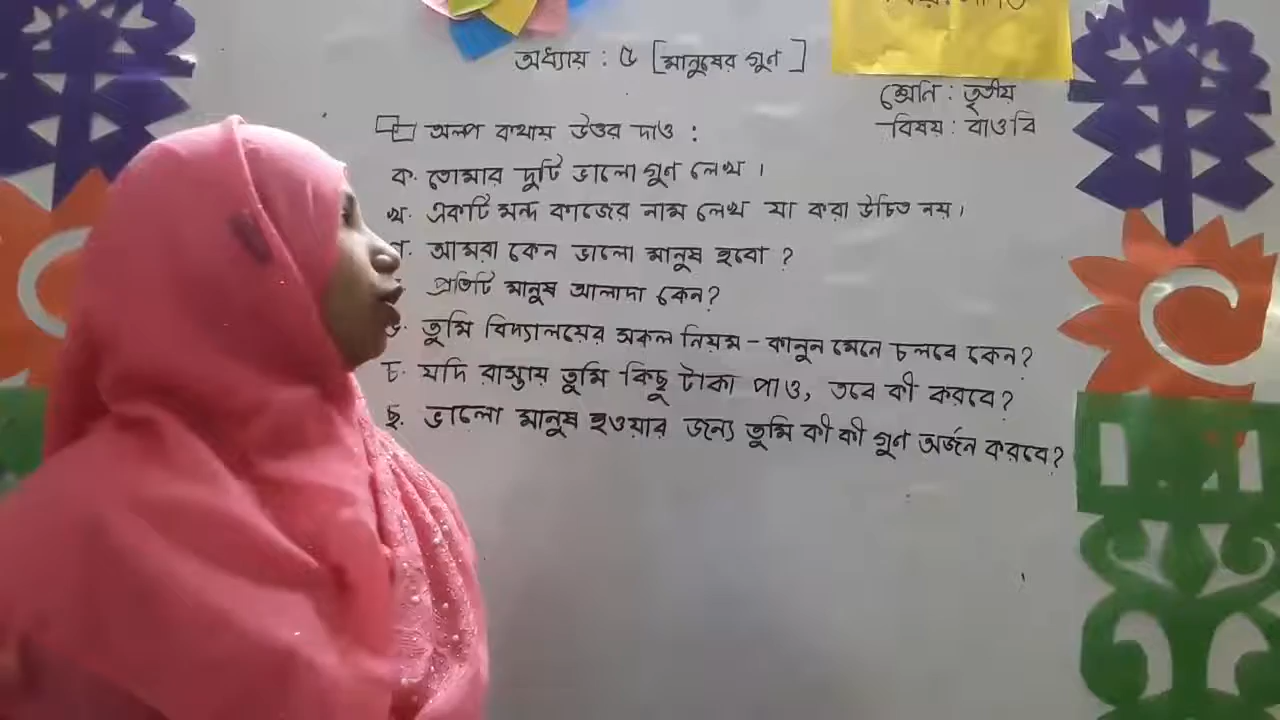 অধ্যায় : ৫ [মানুষের গুণ]
শ্রেণি : তৃতীয়
বিষয় : বাওবি
অল্প কথায় উত্তর দাও :
ক. তোমার দুটি ভালো গুণ লেখ ।
খ. একটি মন্দ কাজের নাম লেখ যা করা উচিত নয়।
আমরা কেন ভালো মানুষ হবো ?
প্রতিটি মানুষ আলাদা কেন?
তুমি বিদ্যালয়ের সকল নিয়ম - কানুন মেনে চলবে কেন?
চ. যদি রাস্তায় তুমি কিছু টাকা পাও, তবে কী করবে?
ছ. ভালো মানুষ হওয়ার জন্য তুমি কী কী গুণ অর্জন করবে?